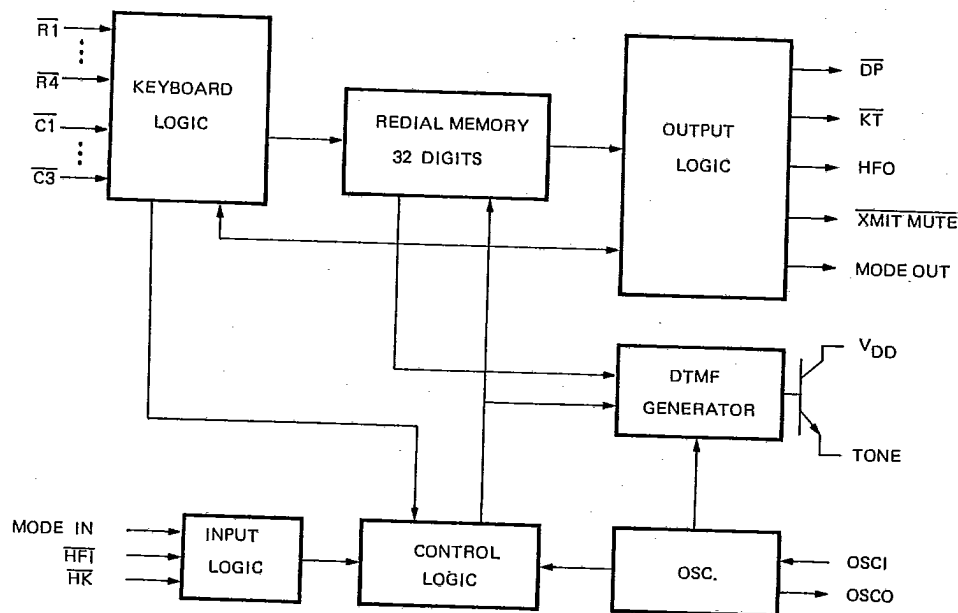 R1
R4
C1
C3
KEYBOARD
LOGIC
REDIAL MEMORY
32 DIGITS
OUTPUT
LOGIC
DP
KT
HFO
XMIT MUTE
MODE OUT
DTMF
GENERATOR
VDD
TONE
MODE IN
HFI
HK
INPUT
LOGIC
CONTROL
LOGIC
OSC.
OSCI
OSCO